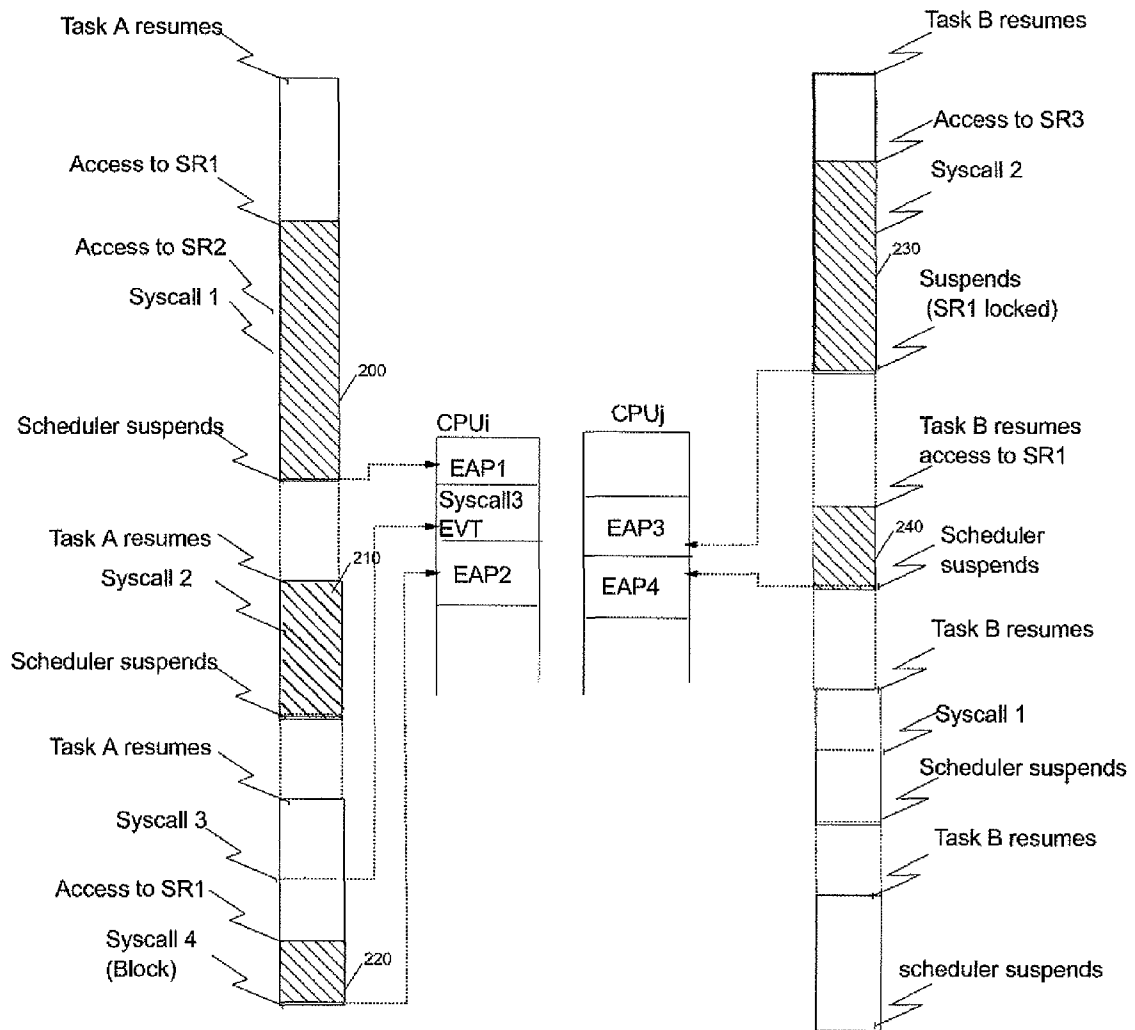 Task A resumes
Access to SR1
Access to SR2
Syscall 1
200
Scheduler suspends
Task A resumes
210
Syscall 2
Scheduler suspends
Task A resumes
Syscall 3
Access to SR1
Syscall 4
(Block)
220
CPUi
EAP1
Syscall3
EVT
EAP2
CPUj
EAP3
EAP4
Task B resumes
Access to SR3
Syscall 2
230
Suspends
(SR1 locked)
Task B resumes
access to SR1
240
Scheduler
suspends
Task B resumes
Syscall 1
Scheduler suspends
Task B resumes
scheduler suspends